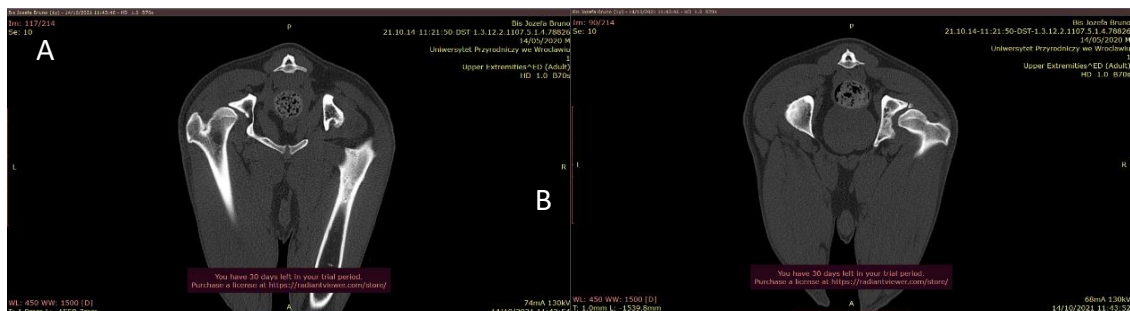 Im: 117/214
Se: 10
A
P
Bis Jozefa Bruno
21.10.14-11:21:50-DST-1.3.12.2.1107.5.1.4.78826
14/05/2020 M
Uniwersytet Przyrodniczy we Wroclawiu
1
Upper Extremities^ED (Adult)
HD 1.0 B70s
L
R
You have 30 days left in your trial period.
Purchase a license at https://radiantviewer.com/store/
WL: 450 WW: 1500 [D]
A
74mA 130kV
Im: 90/214
Se: 10
P
Bis Jozefa Bruno
21.10.14-11:21:50-DST-1.3.12.2.1107.5.1.4.78826
14/05/2020 M
Uniwersytet Przyrodniczy we Wroclawiu
1
Upper Extremities^ED (Adult)
HD 1.0 B70s
L
R
B
You have 30 days left in your trial period.
Purchase a license at https://radiantviewer.com/store/
WL: 450 WW: 1500 [D]
T: 1.0mm L: -1539.8mm
A
68mA 130kV
14/10/2021 11:43:52